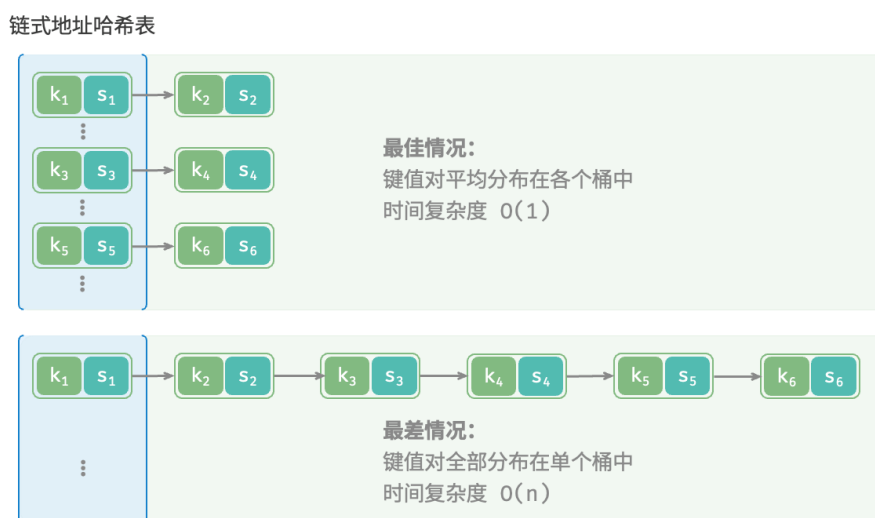 链式地址哈希表
k₁ s₁ k₂ s₂
k₃ s₃ k₄ s₄
k₅ s₅ k₆ s₆
最佳情况：
键值对平均分布在各个桶中
时间复杂度 O(1)
k₁ s₁ k₂ s₂ k₃ s₃ k₄ s₄ k₅ s₅ k₆ s₆
最差情况：
键值对全部分布在单个桶中
时间复杂度 O(n)